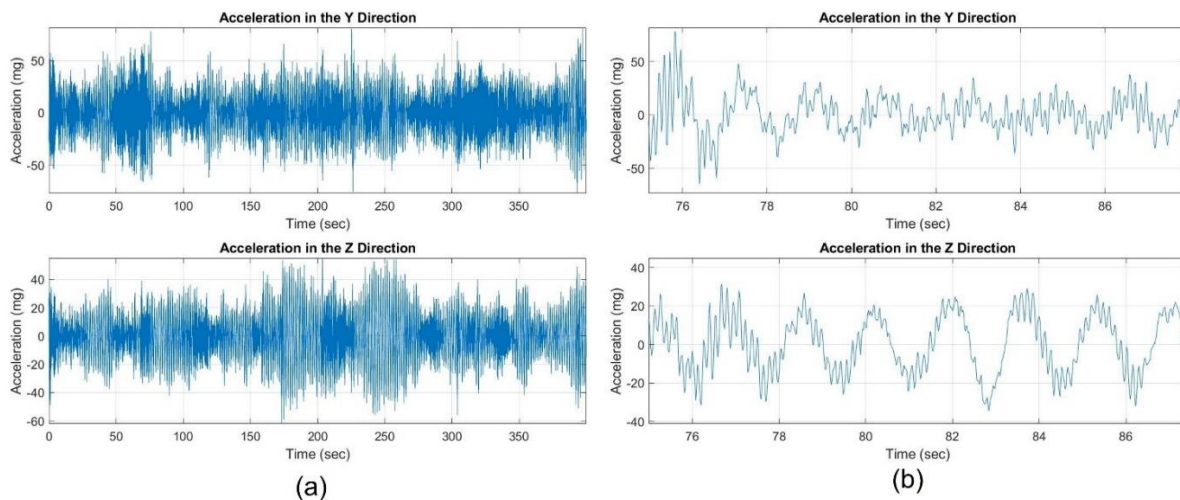 Acceleration in the Y Direction
Acceleration (mg)
50
0
-50
0 50 100 150 200 250 300 350
Time (sec)
Acceleration in the Z Direction
Acceleration (mg)
40
20
0
-20
-40
-60
0 50 100 150 200 250 300 350
Time (sec)
(a)
Acceleration in the Y Direction
Acceleration (mg)
50
0
-50
76 78 80 82 84 86
Time (sec)
Acceleration in the Z Direction
Acceleration (mg)
40
20
0
-20
-40
76 78 80 82 84 86
Time (sec)
(b)